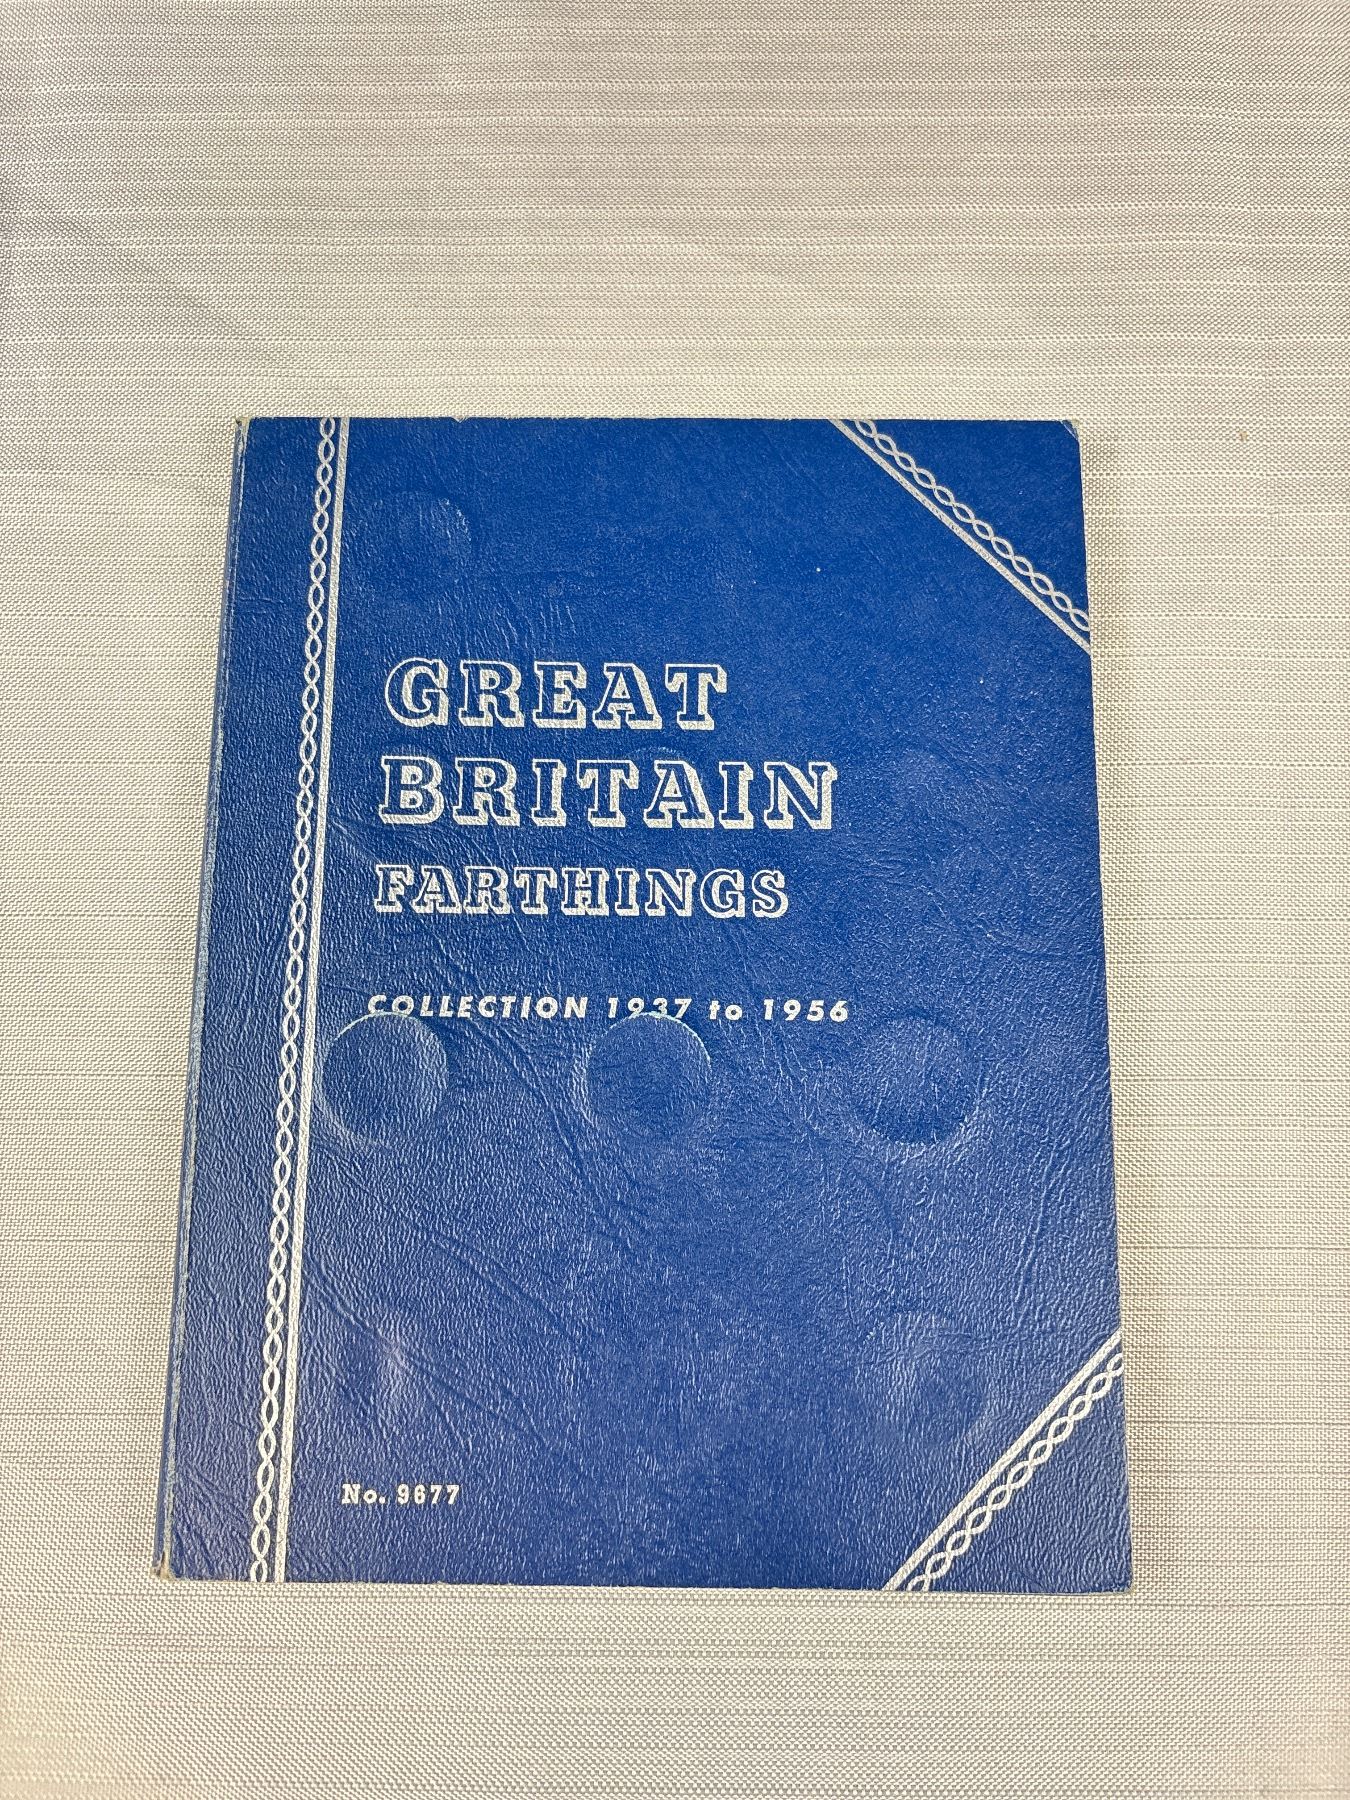 GREAT
BRITAIN
FARTHINGS
COLLECTION 1937 to 1956
No. 9677